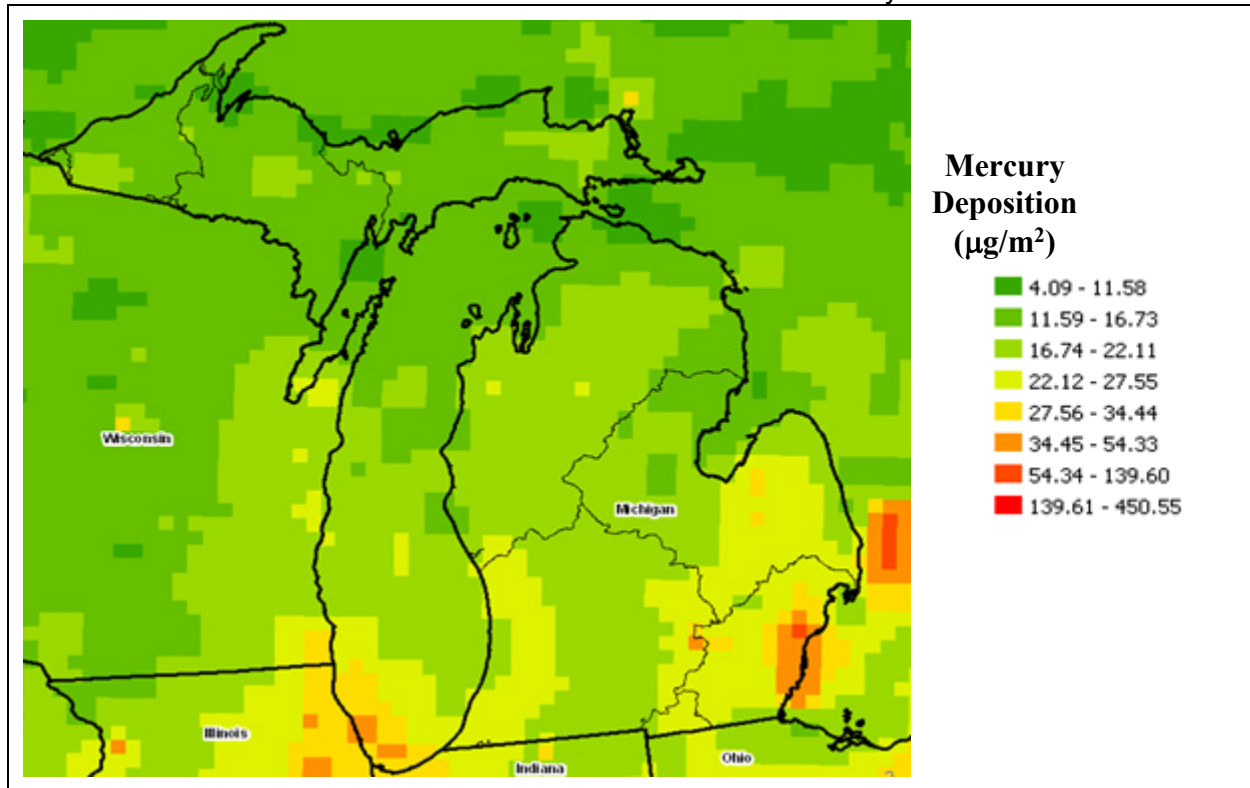 Mercury
Deposition
(µg/m²)
4.09 - 11.58
11.59 - 16.73
16.74 - 22.11
22.12 - 27.55
27.56 - 34.44
34.45 - 54.33
54.34 - 139.60
139.61 - 450.55
Wisconsin
Michigan
Illinois
Indiana
Ohio